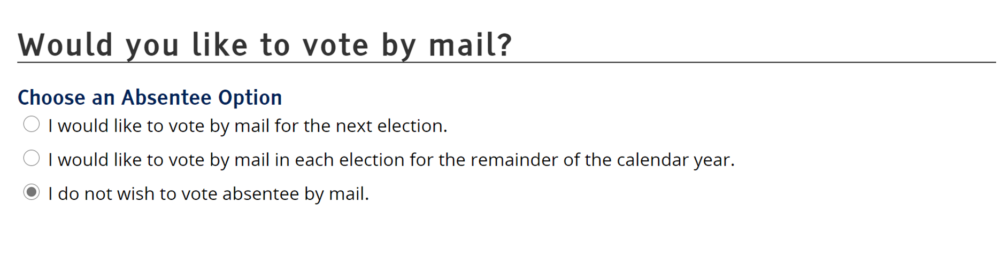 Would you like to vote by mail?
Choose an Absentee Option
I would like to vote by mail for the next election.
I would like to vote by mail in each election for the remainder of the calendar year.
I do not wish to vote absentee by mail.